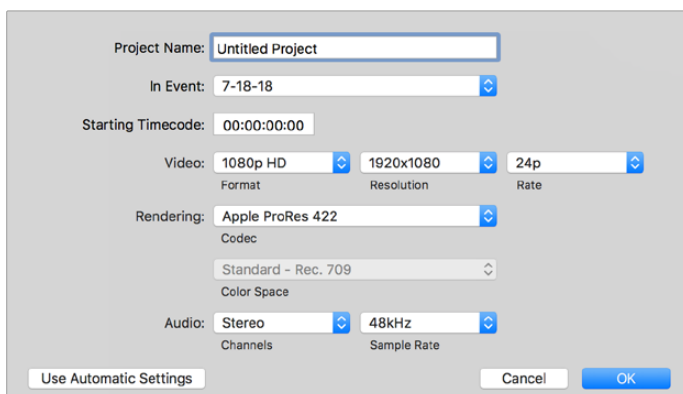 Project Name: Untitled Project
In Event: 7-18-18
Starting Timecode: 00:00:00:00
Video: 1080p HD 1920x1080 24p
Format Resolution Rate
Rendering: Apple ProRes 422
Codec
Standard - Rec. 709
Color Space
Audio: Stereo 48kHz
Channels Sample Rate
Use Automatic Settings Cancel OK